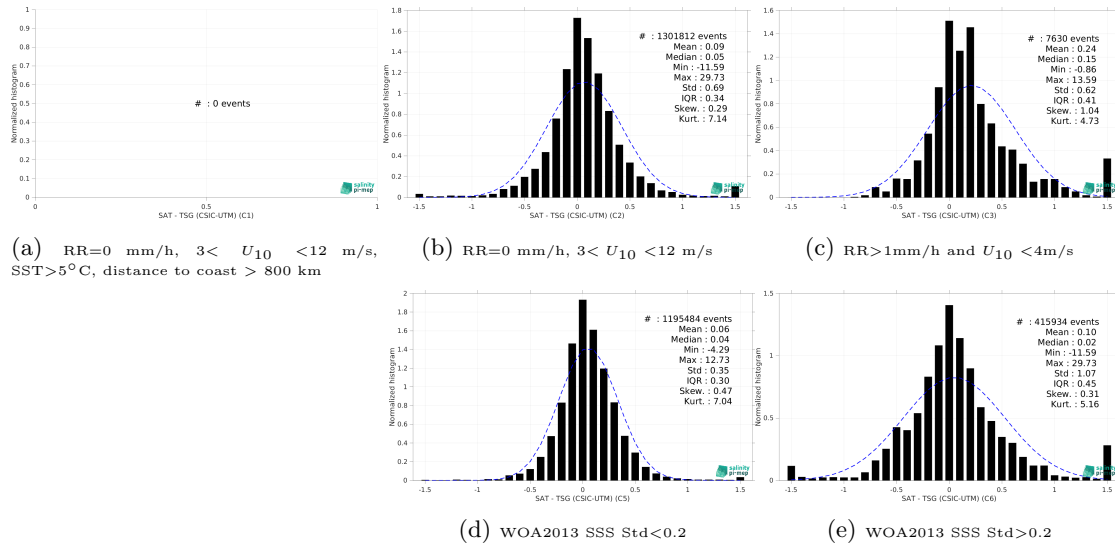 1
0.9
0.8
0.7
0.6
0.5
0.4
0.3
0.2
0.1
0
Normalized histogram
# : 0 events
salinity
pi-mep
0 0.5 1
SAT - TSG (CSIC-UTM) (C1)
(a) RR=0 mm/h, 3< U10 <12 m/s,
SST>5°C, distance to coast > 800 km
1.8
1.6
1.4
1.2
1
0.8
0.6
0.4
0.2
0
Normalized histogram
# : 1301812 events
Mean : 0.09
Median : 0.05
Min : -11.59
Max : 29.73
Std : 0.69
IQR : 0.34
Skew. : 0.29
Kurt. : 7.14
salinity
pi-mep
-1.5 -1 -0.5 0 0.5 1 1.5
SAT - TSG (CSIC-UTM) (C2)
(b) RR=0 mm/h, 3< U10 <12 m/s
1.6
1.4
1.2
1
0.8
0.6
0.4
0.2
0
Normalized histogram
# : 7630 events
Mean : 0.24
Median : 0.15
Min : -0.86
Max : 13.59
Std : 0.62
IQR : 0.41
Skew. : 1.04
Kurt. : 4.73
salinity
pi-mep
-1.5 -1 -0.5 0 0.5 1 1.5
SAT - TSG (CSIC-UTM) (C3)
(c) RR>1mm/h and U10 <4m/s
2
1.8
1.6
1.4
1.2
1
0.8
0.6
0.4
0.2
0
Normalized histogram
# : 1195484 events
Mean : 0.06
Median : 0.04
Min : -4.29
Max : 12.73
Std : 0.35
IQR : 0.30
Skew. : 0.47
Kurt. : 7.04
salinity
pi-mep
-1.5 -1 -0.5 0 0.5 1 1.5
SAT - TSG (CSIC-UTM) (C5)
(d) WOA2013 SSS Std<0.2
1.5
1
0.5
0
Normalized histogram
# : 415934 events
Mean : 0.10
Median : 0.02
Min : -11.59
Max : 29.73
Std : 1.07
IQR : 0.45
Skew. : 0.31
Kurt. : 5.16
salinity
pi-mep
-1.5 -1 -0.5 0 0.5 1 1.5
SAT - TSG (CSIC-UTM) (C6)
(e) WOA2013 SSS Std>0.2